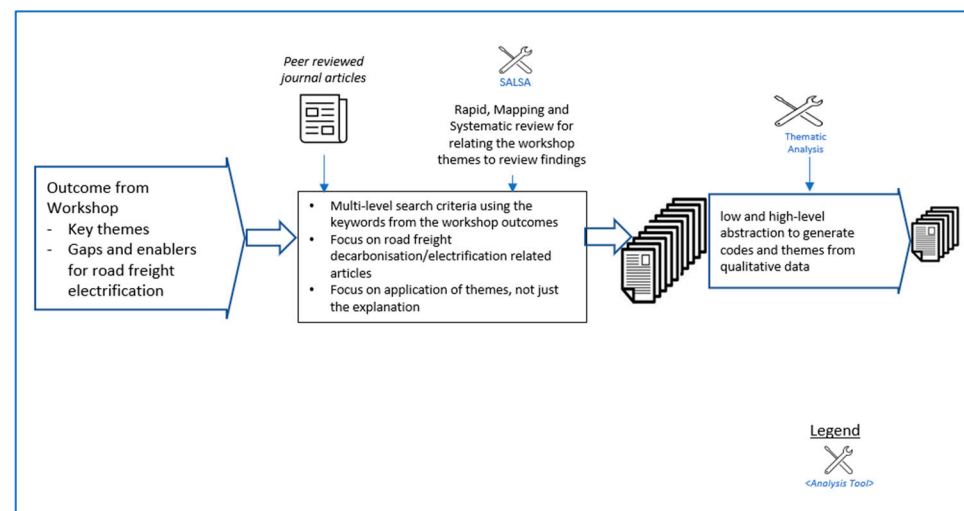 Peer reviewed
journal articles
SALSA
Rapid, Mapping and
Systematic review for
relating the workshop
themes to review findings
Thematic
Analysis
Outcome from
Workshop
- Key themes
- Gaps and enablers
for road freight
electrification
• Multi-level search criteria using the
keywords from the workshop outcomes
• Focus on road freight
decarbonisation/electrification related
articles
• Focus on application of themes, not just
the explanation
low and high-level
abstraction to generate
codes and themes from
qualitative data
Legend
<Analysis Tool>